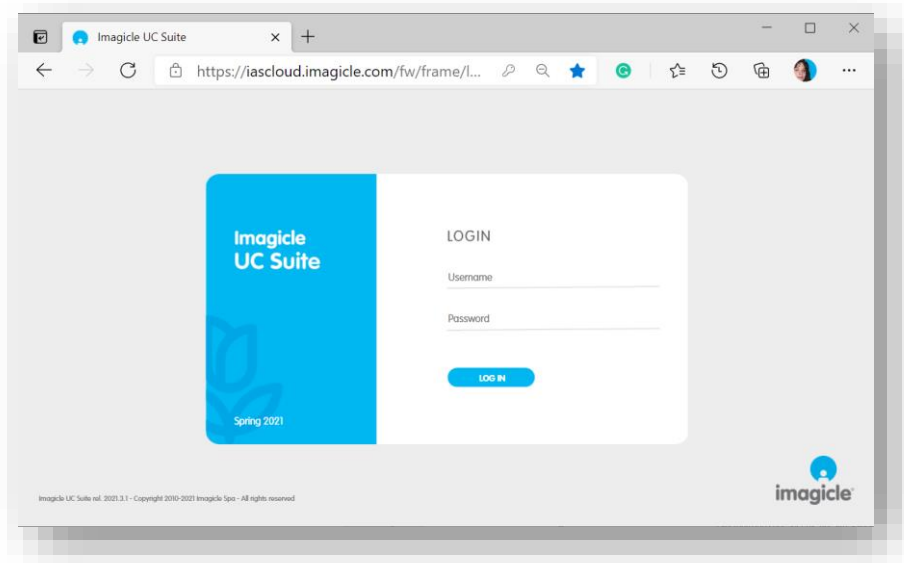 Imagicle UC Suite
https://iascloud.imagicle.com/fw/frame/l...
Imagicle
UC Suite
Spring 2021
LOGIN
Username
Password
LOG IN
Imagicle UC Suite rel. 2021.3.1 - Copyright 2010-2021 Imagicle Spa - All rights reserved
imagicle